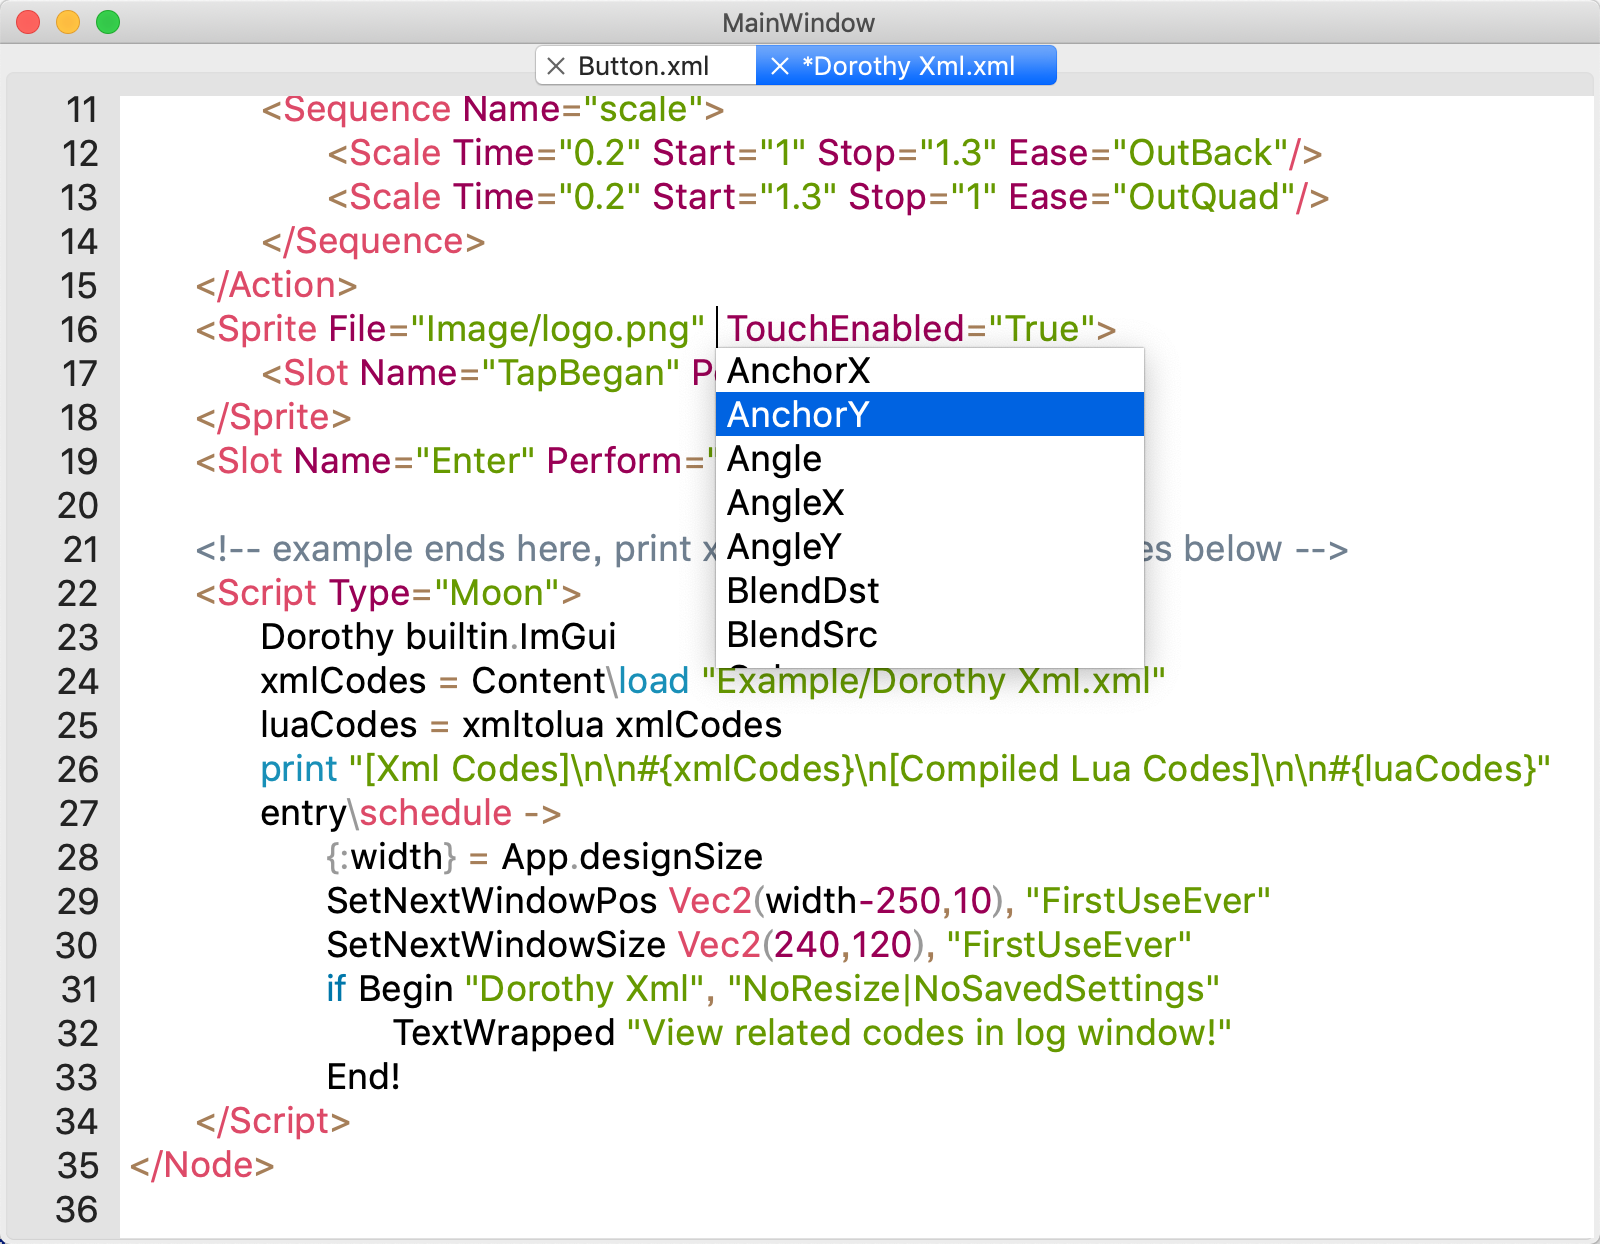 MainWindow
Button.xml
*Dorothy Xml.xml
11 <Sequence Name="scale">
12 <Scale Time="0.2" Start="1" Stop="1.3" Ease="OutBack"/>
13 <Scale Time="0.2" Start="1.3" Stop="1" Ease="OutQuad"/>
14 </Sequence>
15 </Action>
16 <Sprite File="Image/logo.png" TouchEnabled="True">
17 <Slot Name="TapBegan"
18 </Sprite>
19 <Slot Name="Enter" Perform="
20
21 <!-- example ends here, print below -->
22 <Script Type="Moon">
23 Dorothy builtin.ImGui
24 xmlCodes = Content\load "Example/Dorothy Xml.xml"
25 luaCodes = xmltolua xmlCodes
26 print "[Xml Codes]\n\n#{xmlCodes}\n[Compiled Lua Codes]\n\n#{luaCodes}"
27 entry\schedule ->
28 {:width} = App.designSize
29 SetNextWindowPos Vec2(width-250,10), "FirstUseEver"
30 SetNextWindowSize Vec2(240,120), "FirstUseEver"
31 if Begin "Dorothy Xml", "NoResize|NoSavedSettings"
32 TextWrapped "View related codes in log window!"
33 End!
34 </Script>
35 </Node>
36
AnchorX
AnchorY
Angle
AngleX
AngleY
BlendDst
BlendSrc